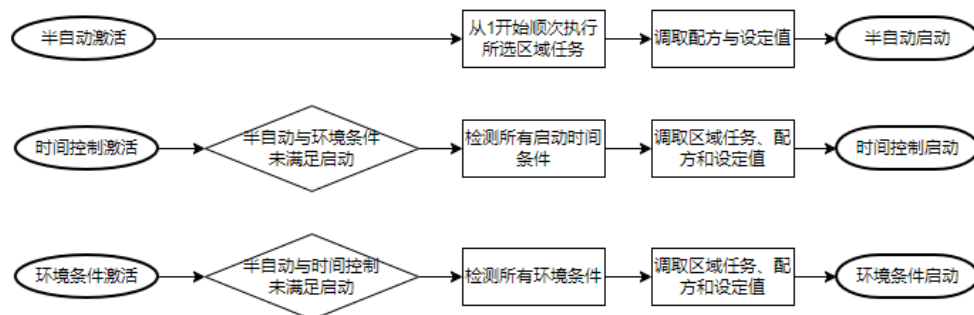 半自动激活
从1开始顺次执行
所选区域任务
调取配方与设定值
半自动启动
时间控制激活
半自动与环境条件
未满足启动
检测所有启动时间
条件
调取区域任务、配
方和设定值
时间控制启动
环境条件激活
半自动与时间控制
未满足启动
检测所有环境条件
调取区域任务、配
方和设定值
环境条件启动